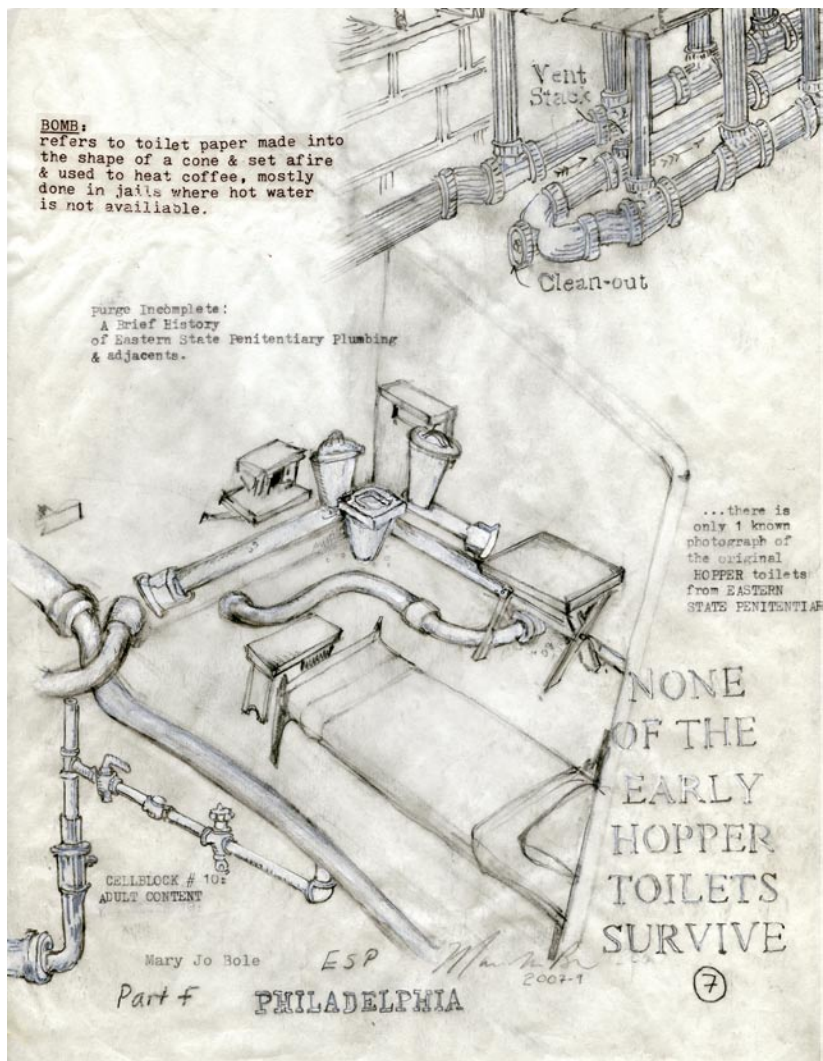 Vent
Stack
BOMB:
refers to toilet paper made into
the shape of a cone & set afire
& used to heat coffee, mostly
done in jails where hot water
is not availiable.
Clean-out
purge Incomplete:
A Brief History
of Eastern State Penitentiary Plumbing
& adjacents.
...there is
only 1 known
photograph of
the original
HOPPER toilets
from EASTERN
STATE PENITENTIAR
NONE
OF THE
EARLY
HOPPER
TOILETS
SURVIVE
CELLBLOCK # 10:
ADULT CONTENT
Mary Jo Bole
ESP
2007-9
7
Part F
PHILADELPHIA